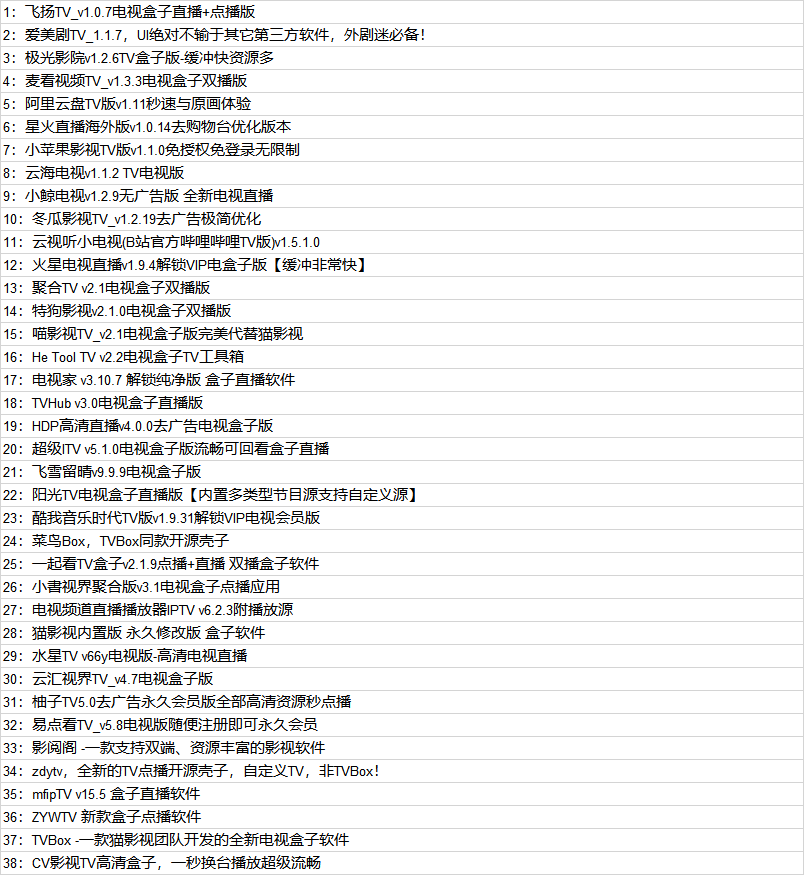 1：飞扬TV_v1.0.7电视盒子直播+点播版
2：爱美剧TV_1.1.7，UI绝对不输于其它第三方软件，外剧迷必备！
3：极光影院v1.2.6TV盒子版-缓冲快资源多
4：麦看视频TV_v1.3.3电视盒子双播版
5：阿里云盘TV版v1.11秒速与原画体验
6：星火直播海外版v1.0.14去购物台优化版本
7：小苹果影视TV版v1.1.0免授权免登录无限制
8：云海电视v1.1.2 TV电视版
9：小鲸电视v1.2.9无广告版 全新电视直播
10：冬瓜影视TV_v1.2.19去广告极简优化
11：云视听小电视(B站官方哔哩哔哩TV版)v1.5.1.0
12：火星电视直播v1.9.4解锁VIP电盒子版【缓冲非常快】
13：聚合TV v2.1电视盒子双播版
14：特狗影视v2.1.0电视盒子双播版
15：喵影视TV_v2.1电视盒子版完美代替猫影视
16：He Tool TV v2.2电视盒子TV工具箱
17：电视家 v3.10.7 解锁纯净版 盒子直播软件
18：TVHub v3.0电视盒子直播版
19：HDP高清直播v4.0.0去广告电视盒子版
20：超级ITV v5.1.0电视盒子版流畅可回看盒子直播
21：飞雪留晴v9.9.9电视盒子版
22：阳光TV电视盒子直播版【内置多类型节目源支持自定义源】
23：酷我音乐时代TV版v1.9.31解锁VIP电视会员版
24：菜鸟Box，TVBox同款开源壳子
25：一起看TV盒子v2.1.9点播+直播 双播盒子软件
26：小書视界聚合版v3.1电视盒子点播应用
27：电视频道直播播放器IPTV v6.2.3附播放源
28：猫影视内置版 永久修改版 盒子软件
29：水星TV v66y电视版-高清电视直播
30：云汇视界TV_v4.7电视盒子版
31：柚子TV5.0去广告永久会员版全部高清资源秒点播
32：易点看TV_v5.8电视版随便注册即可永久会员
33：影阅阁 -一款支持双端、资源丰富的影视软件
34：zdytv，全新的TV点播开源壳子，自定义TV，非TVBox！
35：mfipTV v15.5 盒子直播软件
36：ZYWTV 新款盒子点播软件
37：TVBox -一款猫影视团队开发的全新电视盒子软件
38：CV影视TV高清盒子，一秒换台播放超级流畅